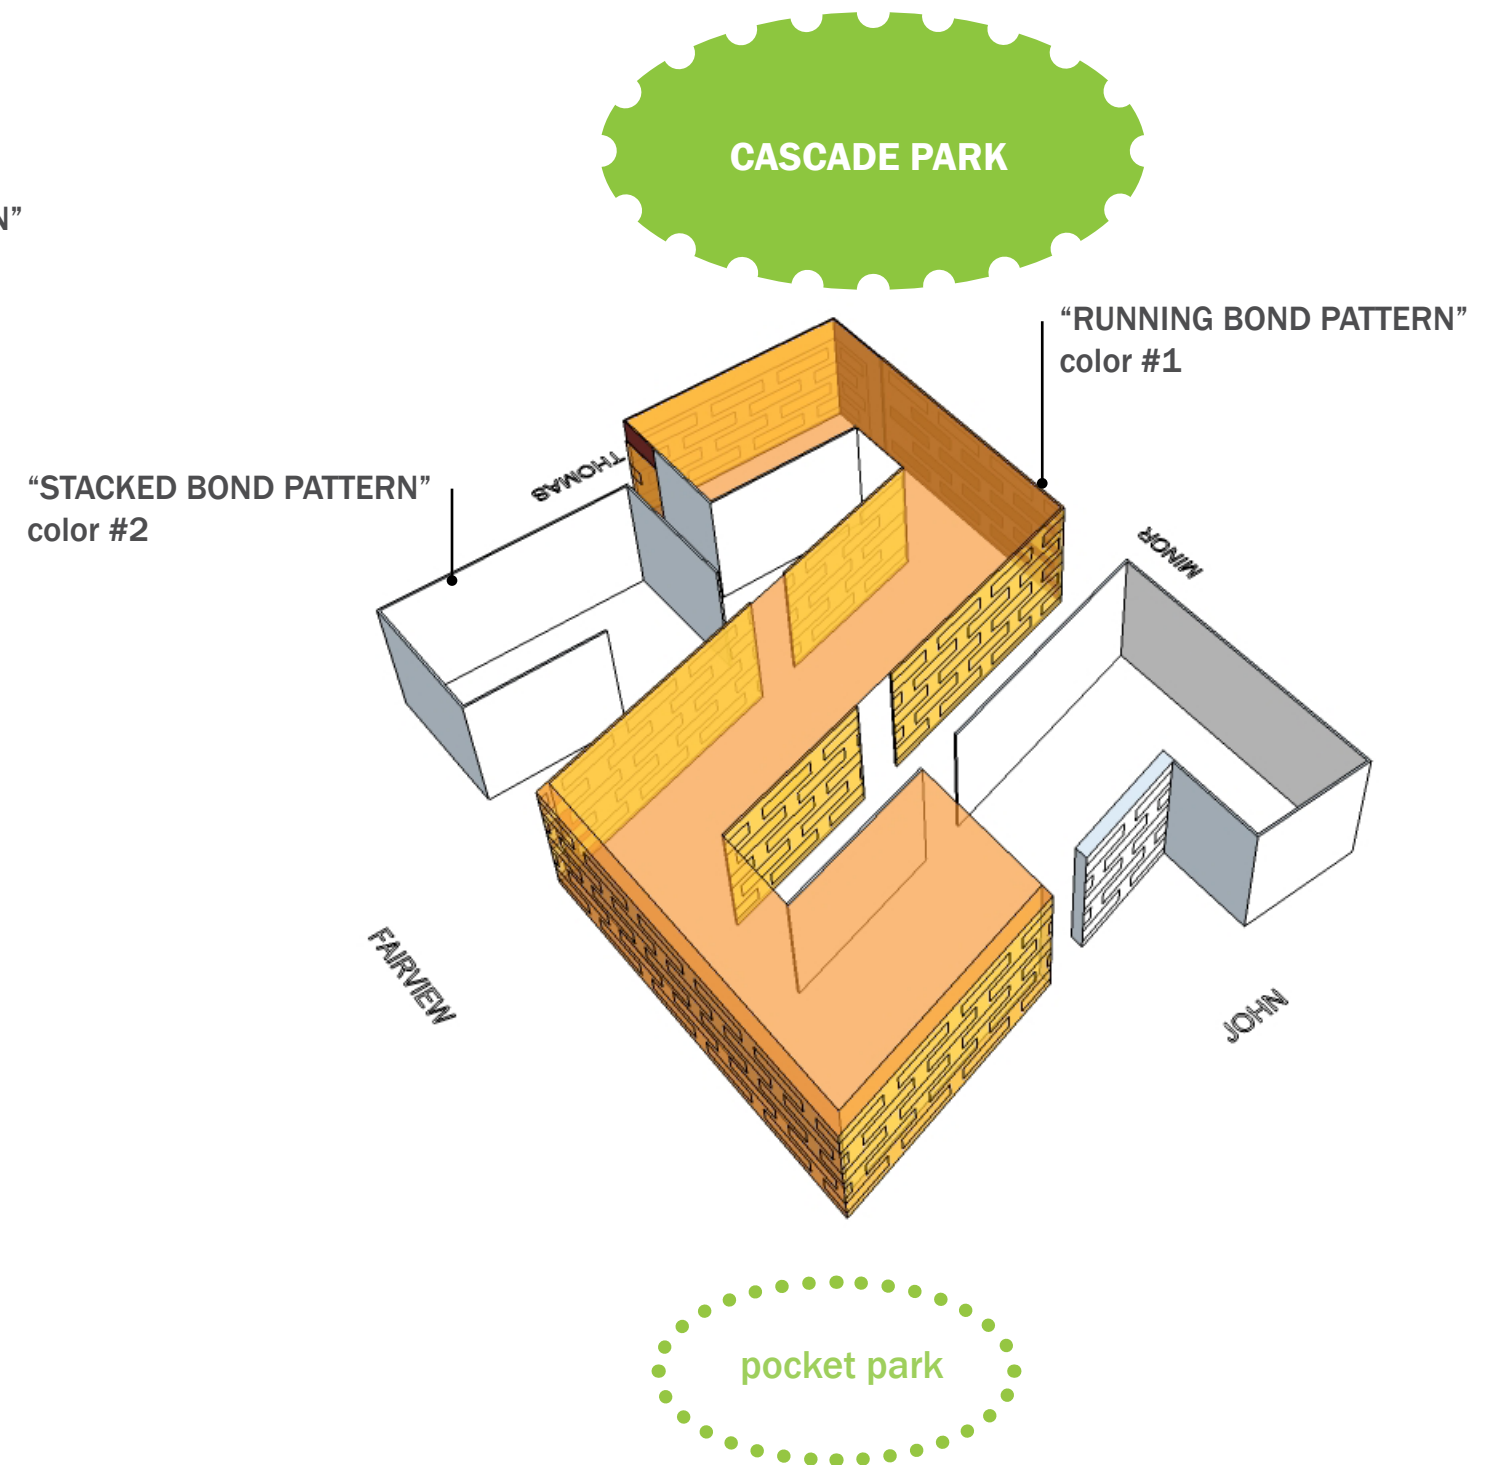 CASCADE PARK
N”
“RUNNING BOND PATTERN”
color #1
“STACKED BOND PATTERN”
color #2
THOMAS
MINOR
FAIRVIEW
JOHN
pocket park